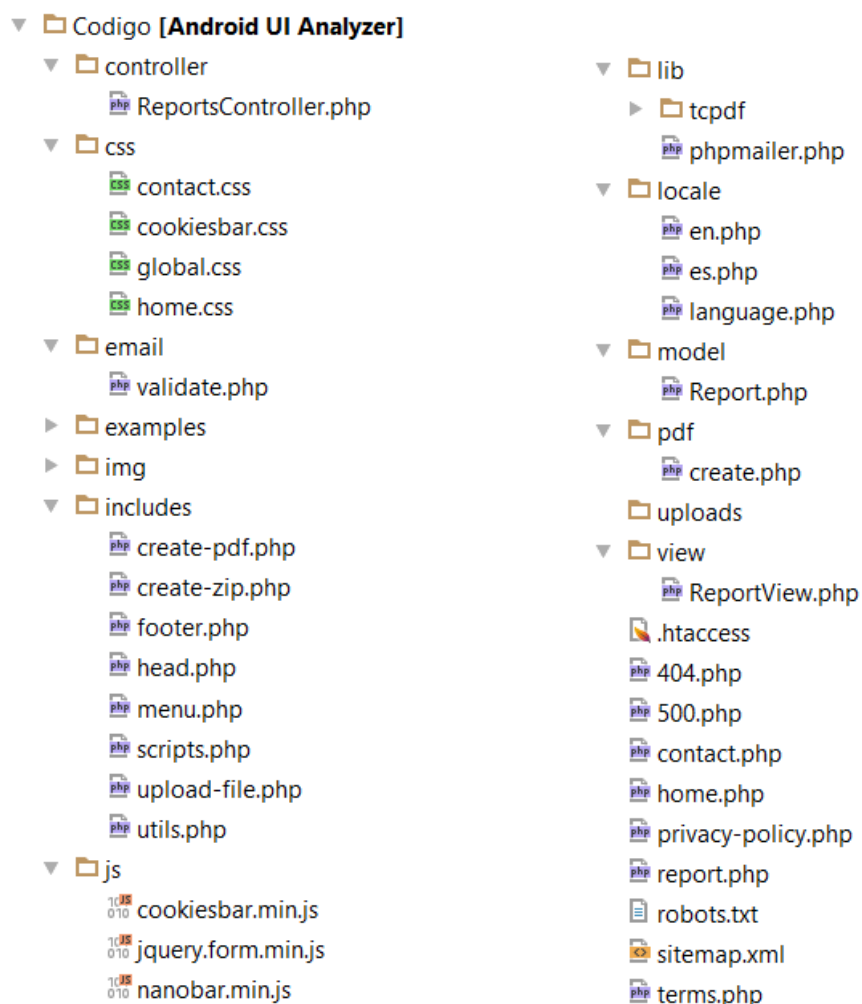 Codigo [Android UI Analyzer]
controller
ReportsController.php
css
contact.css
cookiesbar.css
global.css
home.css
email
validate.php
examples
img
includes
create-pdf.php
create-zip.php
footer.php
head.php
menu.php
scripts.php
upload-file.php
utils.php
js
cookiesbar.min.js
jquery.form.min.js
nanobar.min.js
lib
tcpdf
phpmailer.php
locale
en.php
es.php
language.php
model
Report.php
pdf
create.php
uploads
view
ReportView.php
.htaccess
404.php
500.php
contact.php
home.php
privacy-policy.php
report.php
robots.txt
sitemap.xml
terms.php